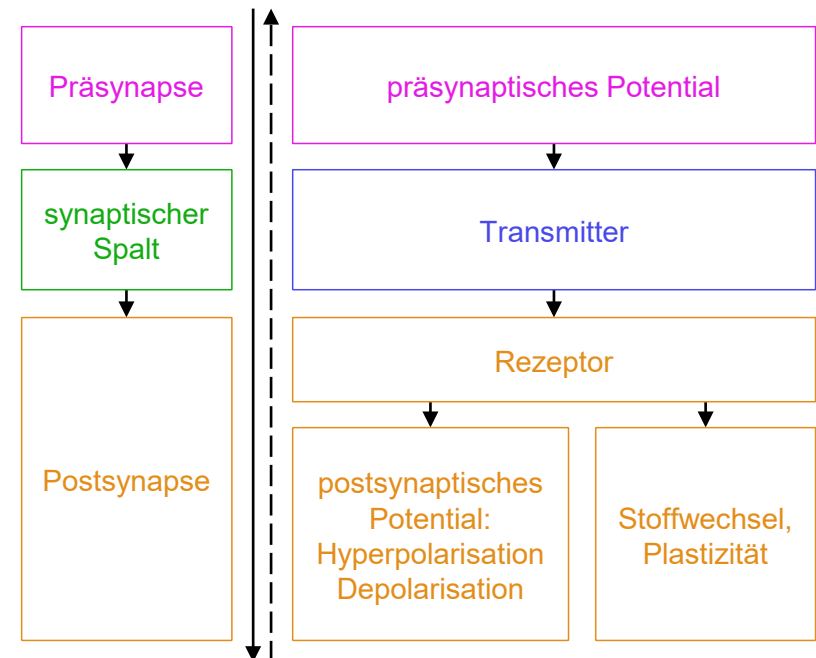 Präsynapse
präsynaptisches Potential
synaptischer
Spalt
Transmitter
Rezeptor
Postsynapse
postsynaptisches
Potential:
Hyperpolarisation
Depolarisation
Stoffwechsel,
Plastizität